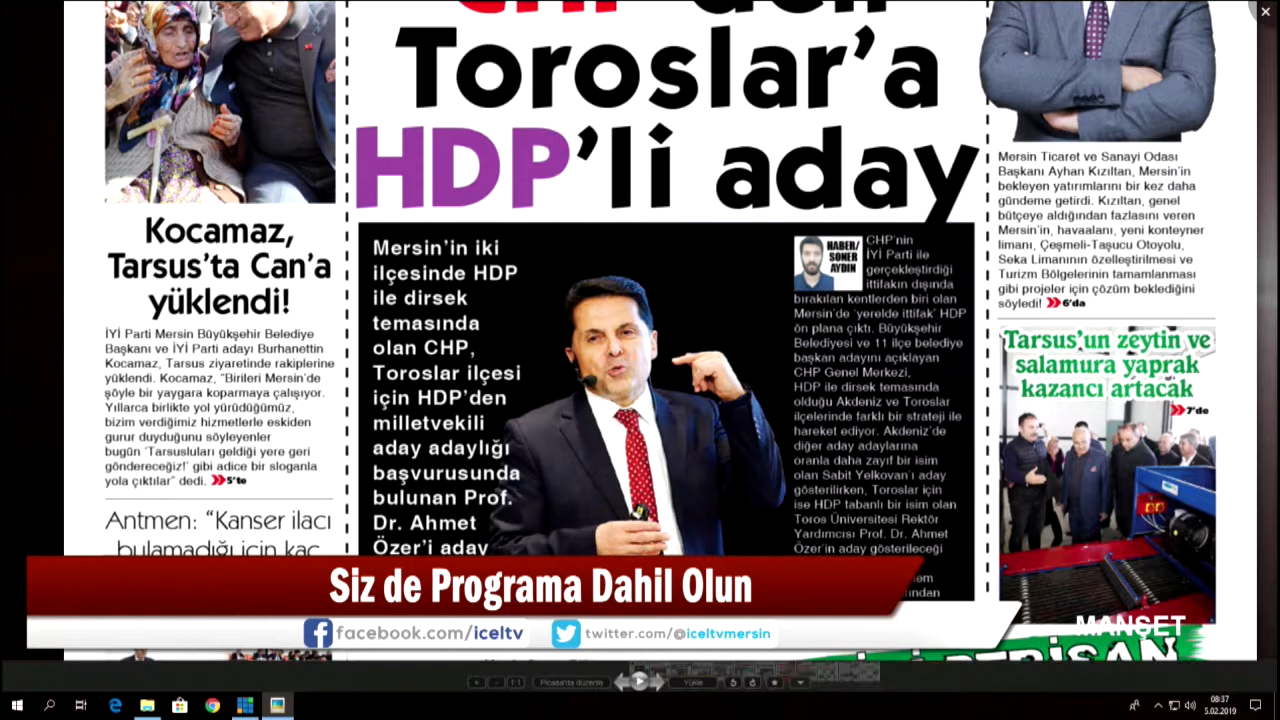 CHP'den
Toroslar'a
HDP'li aday
Kocamaz,
Tarsus'ta Can'a
yüklendi!
İYİ Parti Mersin Büyükşehir Belediye
Başkanı ve İYİ Parti adayı Burhanettin
Kocamaz, Tarsus ziyaretinde rakiplerine
yüklendi. Kocamaz, "Birileri Mersin'de
şöyle bir yaygara koparmaya çalışıyor.
Yıllarca birlikte yol yürüdüğümüz,
bizim verdiğimiz hizmetlerle eskiden
gurur duyduğunu söyleyenler
bugün 'Tarsusluları geldiği yere geri
göndereceğiz!' gibi adice bir sloganla
yola çıktılar" dedi. 5'te
Antmen: "Kanser ilacı
bulamadığı için kaç
Mersin'in iki
ilçesinde HDP
ile dirsek
temasında
olan CHP,
Toroslar ilçesi
için HDP'den
milletvekili
aday adaylığı
başvurusunda
bulunan Prof.
Dr. Ahmet
Özer'i aday
HABER/
SONER
AYDIN
CHP'nin
İYİ Parti ile
gerçekleştirdiği
ittifakın dışında
bırakılan kentlerden biri olan
Mersin'de 'yerelde ittifak' HDP
ön plana çıktı. Büyükşehir
Belediyesi ve 11 ilçe belediye
başkan adayını açıklayan
CHP Genel Merkezi,
HDP ile dirsek temasında
olduğu Akdeniz ve Toroslar
ilçelerinde farklı bir strateji ile
hareket ediyor. Akdeniz'de
diğer aday adaylarına
oranla daha zayıf bir isim
olan Sabit Yelkovan'ı aday
gösterilirken, Toroslar için
ise HDP tabanlı bir isim olan
Toros Üniversitesi Rektör
Yardımcısı Prof. Dr. Ahmet
Özer'in aday gösterileceği
Mersin Ticaret ve Sanayi Odası
Başkanı Ayhan Kızıltan, Mersin'in
bekleyen yatırımlarını bir kez daha
gündeme getirdi. Kızıltan, genel
bütçeye aldığından fazlasını veren
Mersin'in, havaalanı, yeni konteyner
limanı, Çeşmeli-Taşucu Otoyolu,
Seka Limanının özelleştirilmesi ve
Turizm Bölgelerinin tamamlanması
gibi projeler için çözüm beklediğini
söyledi! 6'da
Tarsus'un zeytin ve
salamura yaprak
kazancı artacak
7'de
Siz de Programa Dahil Olun
facebook.com/iceltv
twitter.com/@iceltvmersin
MANŞET
1:1
Picasa'da düzenle
Yükle
08:37
5.02.2019